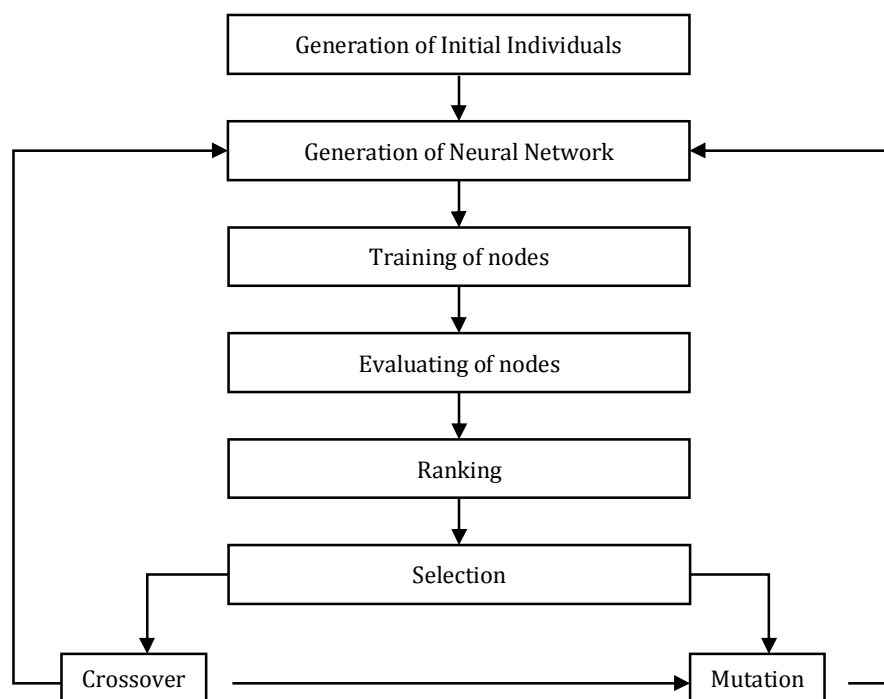 Generation of Initial Individuals
Generation of Neural Network
Training of nodes
Evaluating of nodes
Ranking
Selection
Crossover
Mutation